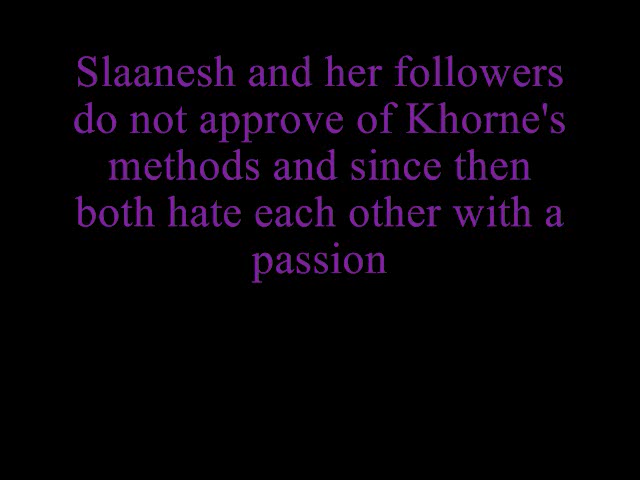 Slaanesh and her followers
do not approve of Khorne's
methods and since then
both hate each other with a
passion